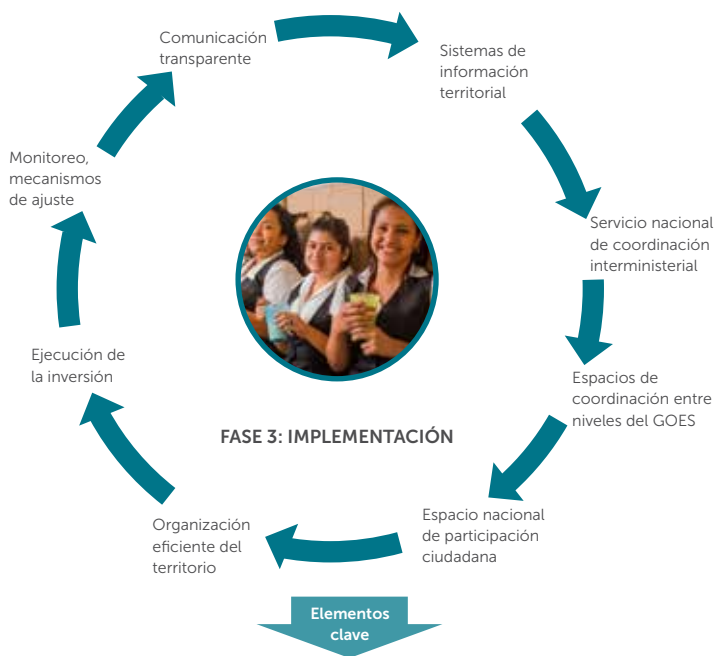 Comunicación
transparente
Sistemas de
información
territorial
Servicio nacional
de coordinación
interministerial
Espacios de
coordinación entre
niveles del GOES
Espacio nacional
de participación
ciudadana
Organización
eficiente del
territorio
Ejecución de
la inversión
Monitoreo,
mecanismos
de ajuste
FASE 3: IMPLEMENTACIÓN
Elementos
clave